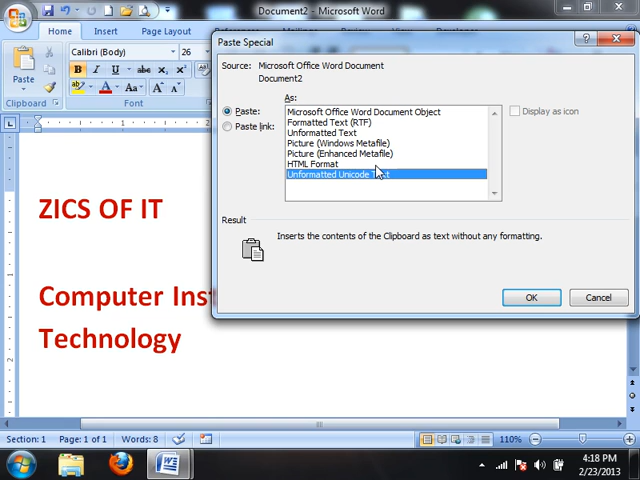 Document2 - Microsoft Word
Home
Insert
Page Layout
Paste
Clipboard
Calibri (Body)
26
B I U
ab
Font
Paste Special
Source: Microsoft Office Word Document
Document2
As:
Paste:
Paste link:
Microsoft Office Word Document Object
Formatted Text (RTF)
Unformatted Text
Picture (Windows Metafile)
Picture (Enhanced Metafile)
HTML Format
Unformatted Unicode Text
Display as icon
Result
Inserts the contents of the Clipboard as text without any formatting.
OK
Cancel
ZICS OF IT
Computer Inst
Technology
Section: 1
Page: 1 of 1
Words: 8
110%
4:18 PM
2/23/2013